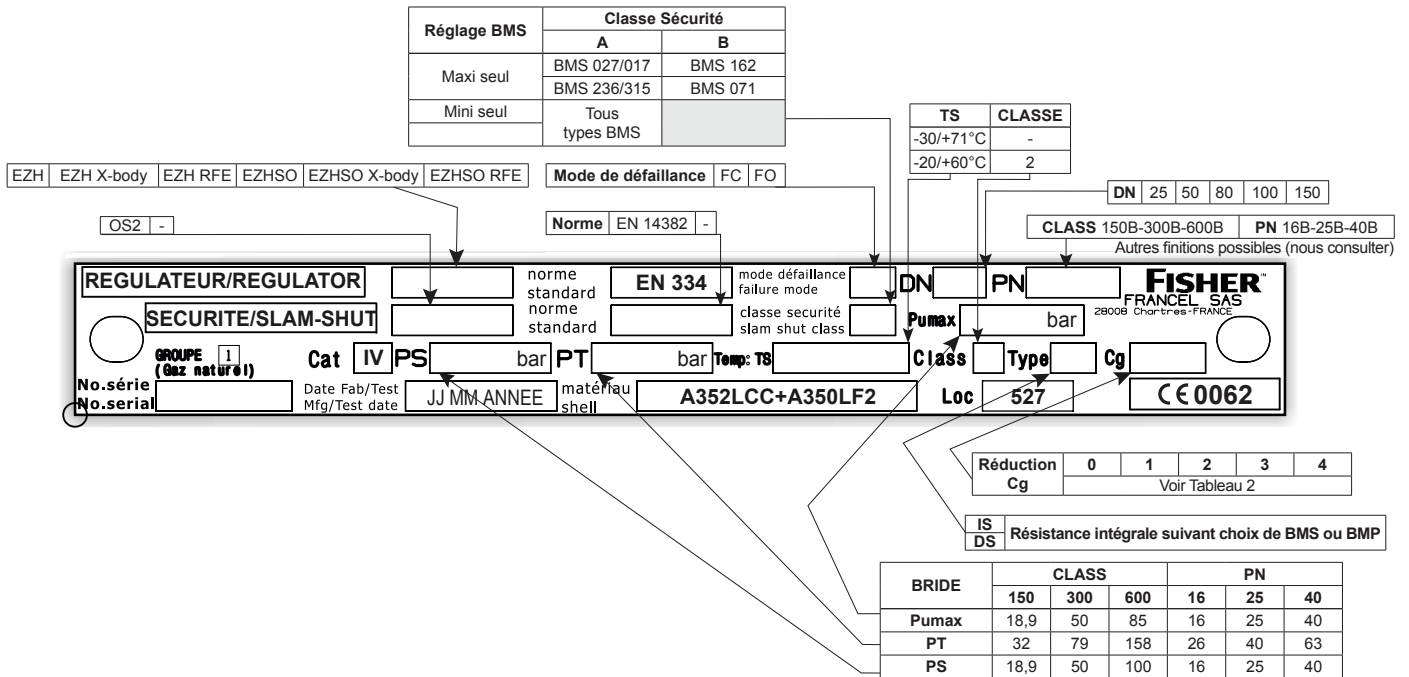 Réglage BMS Classe Sécurité
A B
Maxi seul BMS 027/017 BMS 162
BMS 236/315 BMS 071
Mini seul Tous types BMS
TS CLASSE
-30/+71°C -
-20/+60°C 2
EZH EZH X-body EZH RFE EZHSO EZHSO X-body EZHSO RFE
Mode de défaillance FC FO
DN 25 50 80 100 150
OS2 -
Norme EN 14382 -
CLASS 150B-300B-600B PN 16B-25B-40B
Autres finitions possibles (nous consulter)
REGULATEUR/REGULATOR norme standard EN 334 mode défaillance failure mode DN PN FISHER™
FRANCEL SAS
28008 Chartres-FRANCE
SECURITE/SLAM-SHUT norme standard classe securité slam shut class Pumax bar
GROUPE 1 (Gaz naturel) Cat IV PS bar PT bar Temp: TS Class Type Cg
No.série No.serial Date Fab/Test Mfg/Test date JJ MM ANNEE matériau shell A352LCC+A350LF2 Loc 527 CE0062
Réduction Cg 0 1 2 3 4
Voir Tableau 2
IS DS Résistance intégrale suivant choix de BMS ou BMP
BRIDE CLASS PN
150 300 600 16 25 40
Pumax 18,9 50 85 16 25 40
PT 32 79 158 26 40 63
PS 18,9 50 100 16 25 40